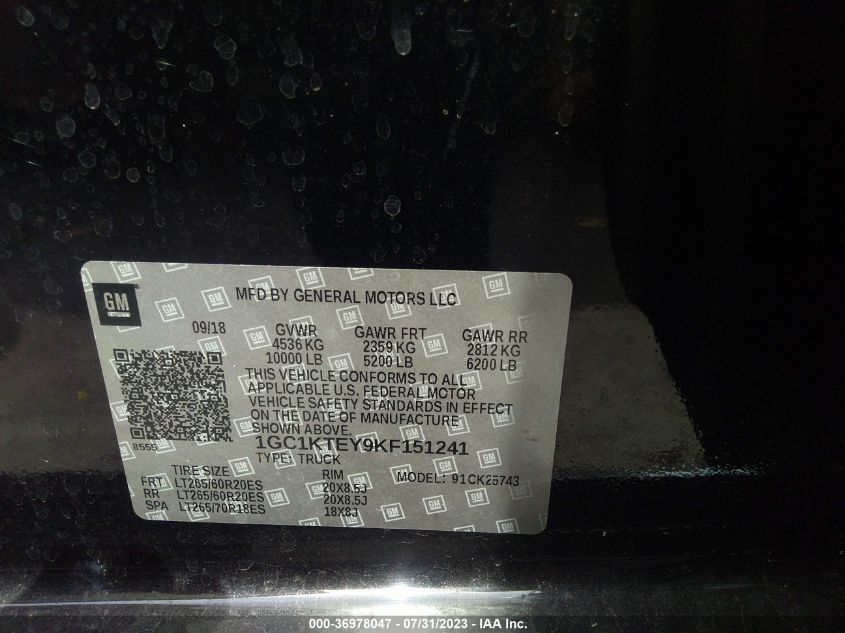 GM
MFD BY GENERAL MOTORS LLC
09/18 GVWR GAWR FRT GAWR RR
4536 KG 2359 KG 2812 KG
10000 LB 5200 LB 6200 LB
THIS VEHICLE CONFORMS TO ALL
APPLICABLE U.S. FEDERAL MOTOR
VEHICLE SAFETY STANDARDS IN EFFECT
ON THE DATE OF MANUFACTURE
SHOWN ABOVE.
8555 1GC1KTEY9KF151241
TYPE: TRUCK
TIRE SIZE RIM MODEL: 91CK25743
FRT LT265/60R20ES 20X8.5J
RR LT265/60R20ES 20X8.5J
SPA LT265/70R18ES 18X8J
000-36978047 - 07/31/2023 - IAA Inc.